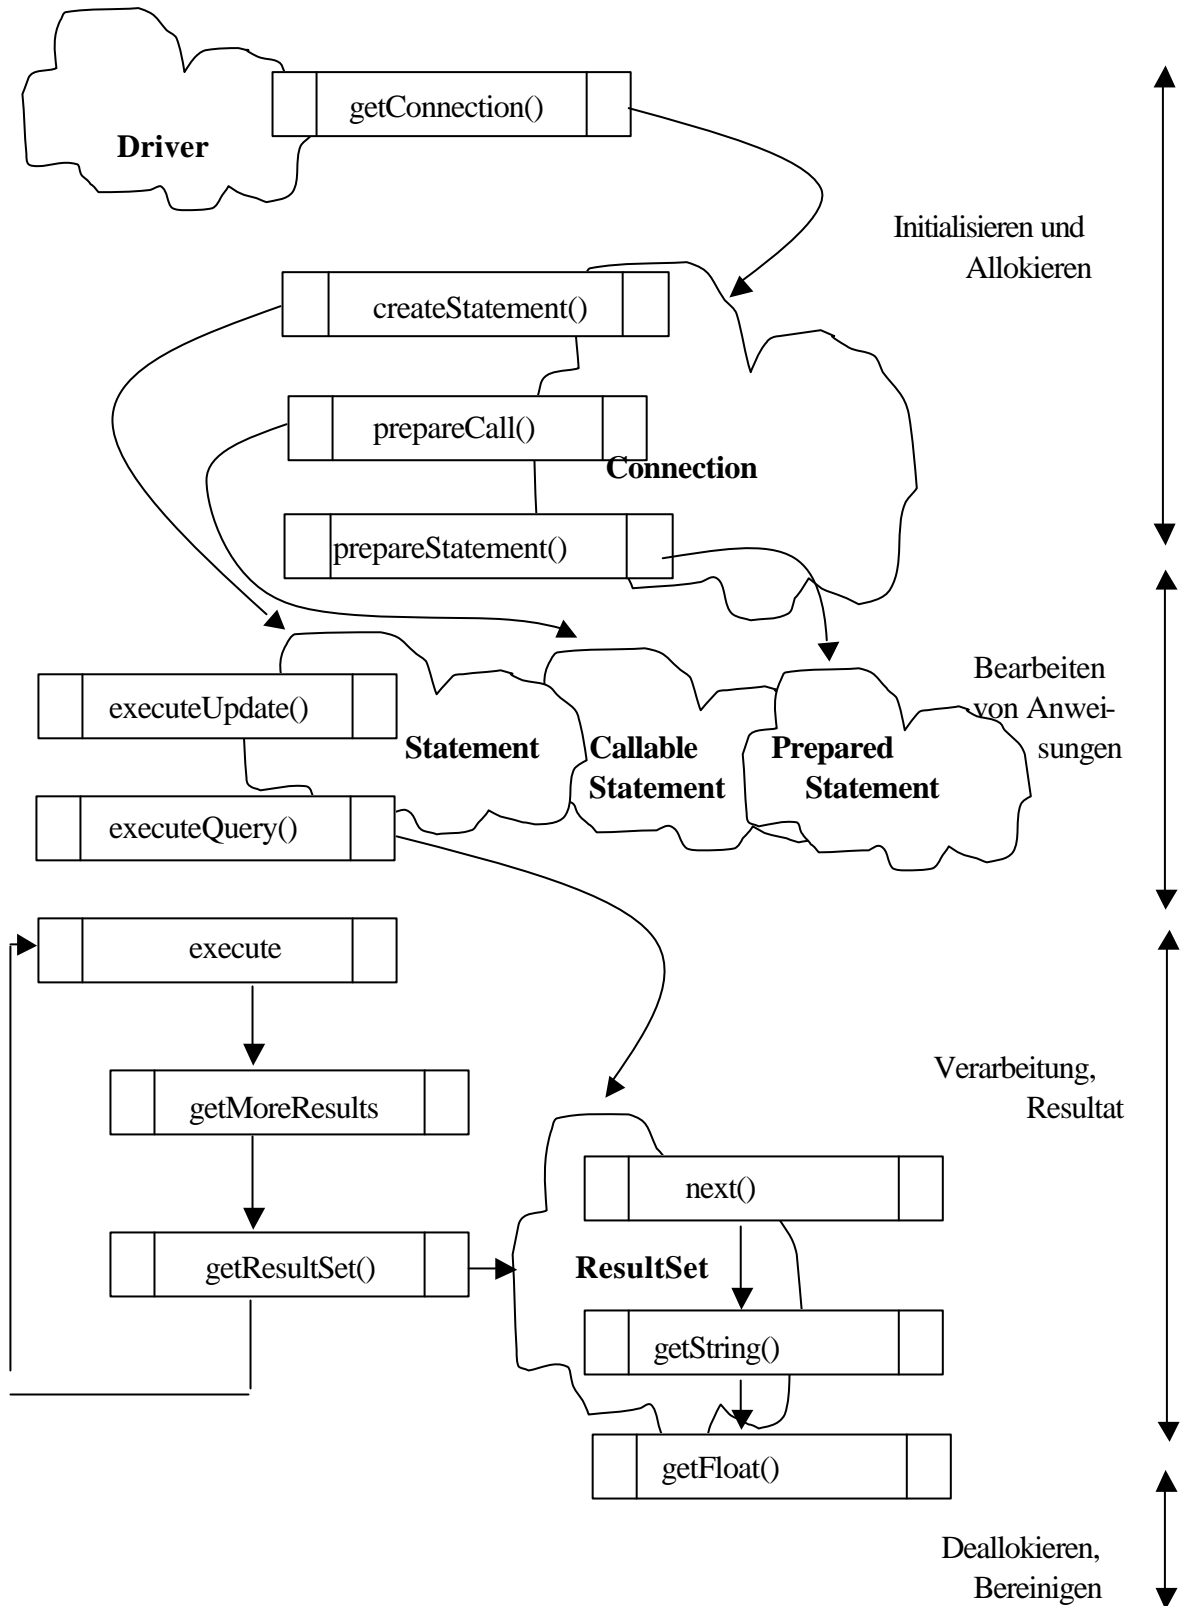 getConnection()
Driver
Initialisieren und
Allokieren
createStatement()
prepareCall()
Connection
prepareStatement()
Bearbeiten
von Anwei-
sungen
executeUpdate()
Statement
Callable
Statement
Prepared
Statement
executeQuery()
execute
Verarbeitung,
Resultat
getMoreResults
next()
getResultSet()
ResultSet
getString()
getFloat()
Deallokieren,
Bereinigen